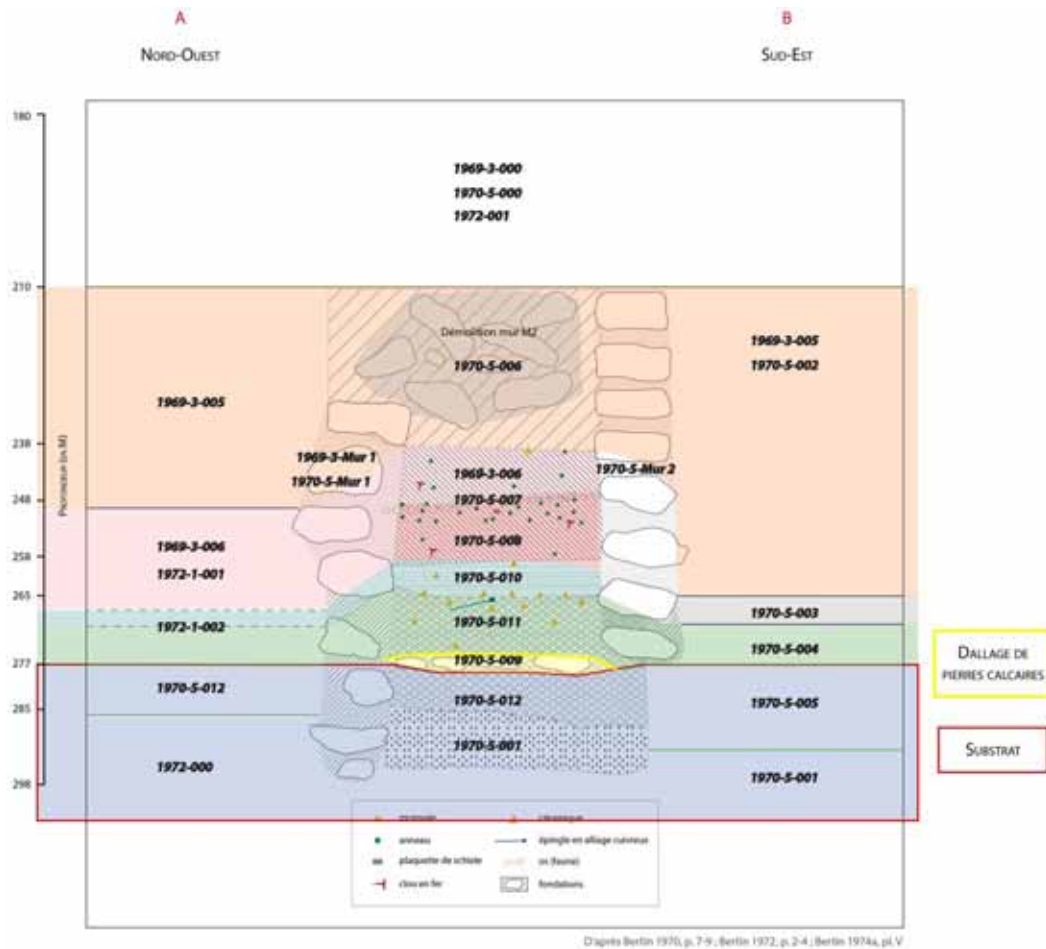 A
B
NORD-OUEST
SUD-EST
180
1969-3-000
1970-5-000
1972-001
210
Démolition mur M2
1970-5-006
1969-3-005
1970-5-002
1969-3-005
PROFONDEUR (EN M)
238
1969-3-Mur 1
1970-5-Mur 1
1969-3-006
1970-5-Mur 2
248
1970-5-007
1970-5-008
1969-3-006
1972-1-001
258
1970-5-010
265
1970-5-003
1972-1-002
1970-5-011
1970-5-004
277
1970-5-009
DALLAGE DE
PIERRES CALCAIRES
1970-5-012
1970-5-012
1970-5-005
285
1970-5-001
SUBSTRAT
1972-000
1970-5-001
298
monnaie
céramique
anneau
épingle en alliage cuivreux
plaquette de schiste
os (faune)
clou en fer
fondations
D'après Bertin 1970, p. 7-9 ; Bertin 1972, p. 2-4 ; Bertin 1974a, pl. V